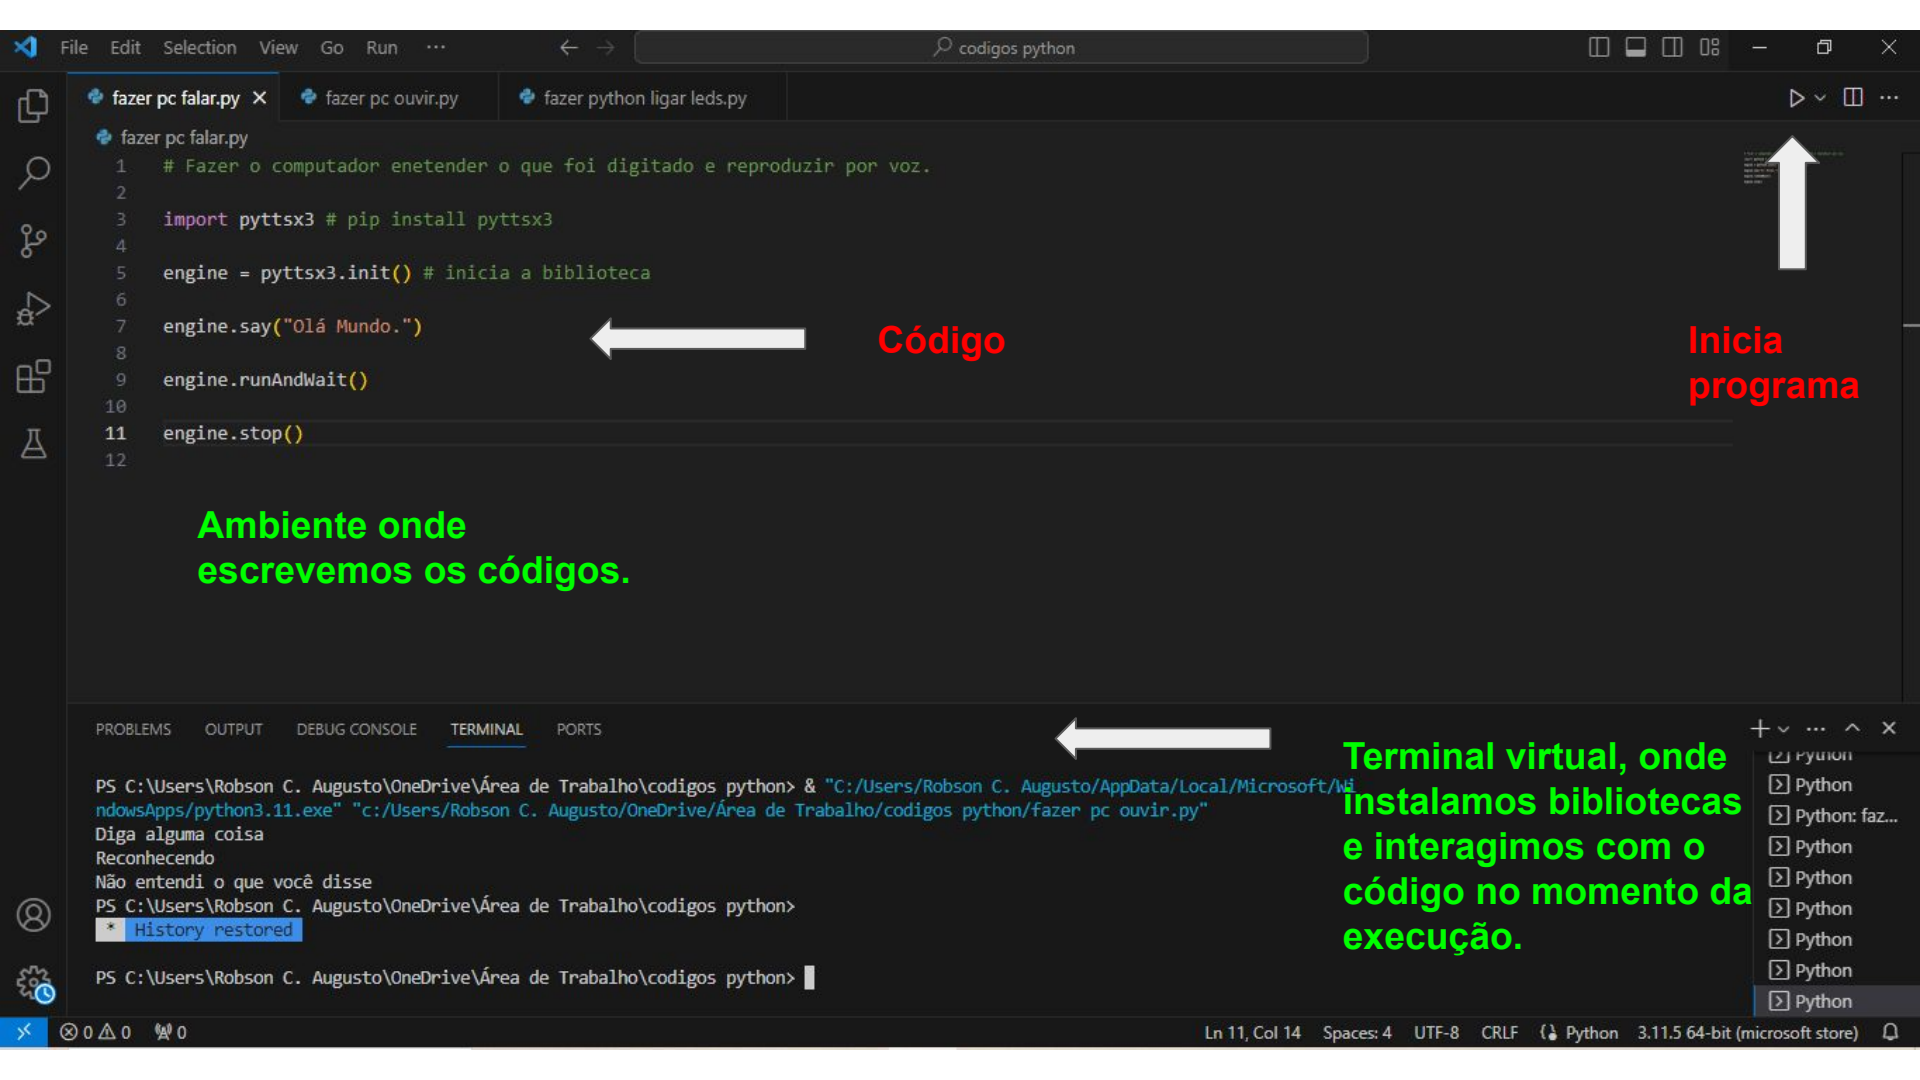 File Edit Selection View Go Run ···
codigos python
fazer pc falar.py
fazer pc ouvir.py
fazer python ligar leds.py
fazer pc falar.py
1 # Fazer o computador enetender o que foi digitado e reproduzir por voz.
2
3 import pyttsx3 # pip install pyttsx3
4
5 engine = pyttsx3.init() # inicia a biblioteca
6
7 engine.say("Olá Mundo.")
8
9 engine.runAndWait()
10
11 engine.stop()
12
Código
Inicia
programa
Ambiente onde
escrevemos os códigos.
PROBLEMS OUTPUT DEBUG CONSOLE TERMINAL PORTS
PS C:\Users\Robson C. Augusto\OneDrive\Área de Trabalho\codigos python> & "C:/Users/Robson C. Augusto/AppData/Local/Microsoft/Wi
ndowsApps/python3.11.exe" "c:/Users/Robson C. Augusto/OneDrive/Área de Trabalho/codigos python/fazer pc ouvir.py"
Diga alguma coisa
Reconhecendo
Não entendi o que você disse
PS C:\Users\Robson C. Augusto\OneDrive\Área de Trabalho\codigos python>
* History restored
PS C:\Users\Robson C. Augusto\OneDrive\Área de Trabalho\codigos python>
Terminal virtual, onde
instalamos bibliotecas
e interagimos com o
código no momento da
execução.
Python
Python
Python: faz...
Python
Python
Python
Python
Python
Python
0 0 0
Ln 11, Col 14 Spaces: 4 UTF-8 CRLF Python 3.11.5 64-bit (microsoft store)